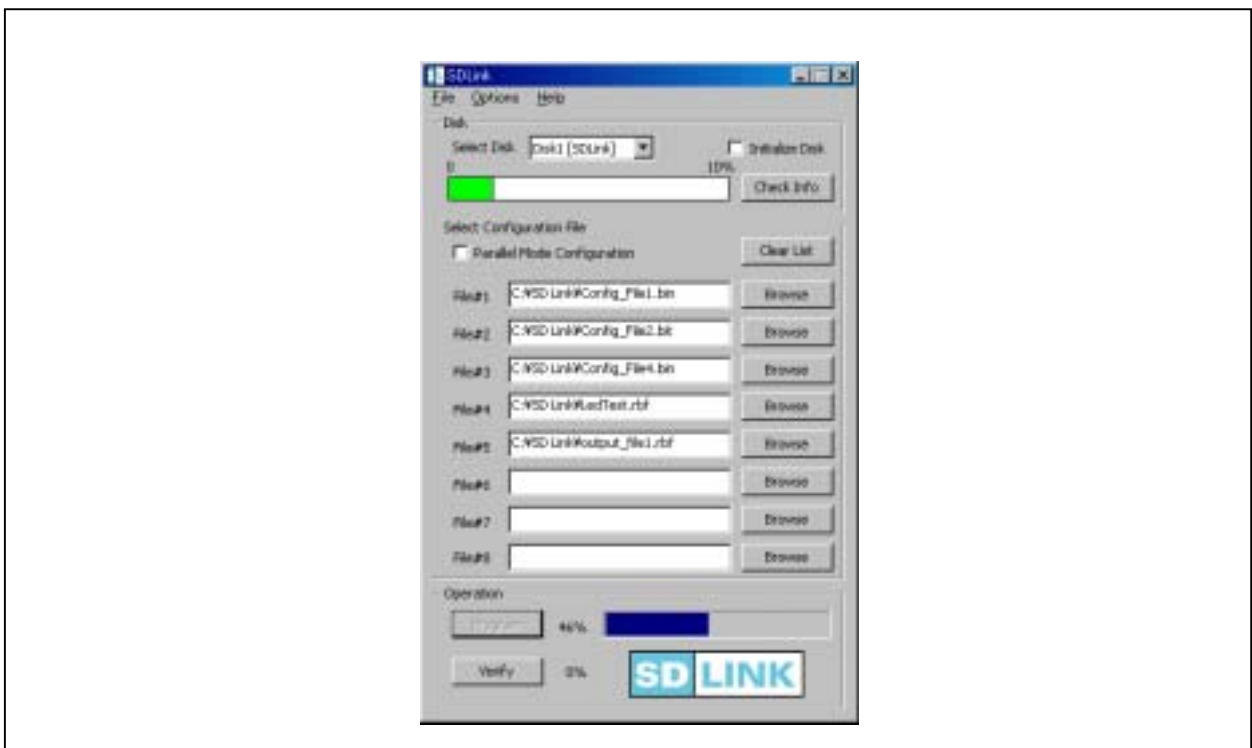 SDLink
File Options Help
Disk
Select Disk Disk1 (SDLink) Initialize Disk
0 10%
Check Info
Select Configuration File
Parallel Mode Configuration Clear List
File#1 C:¥SD Link¥Config_File1.bin Browse
File#2 C:¥SD Link¥Config_File2.bit Browse
File#3 C:¥SD Link¥Config_File4.bin Browse
File#4 C:¥SD Link¥LedTest.rbf Browse
File#5 C:¥SD Link¥output_file1.rbf Browse
File#6 Browse
File#7 Browse
File#8 Browse
Operation
46%
Verify 0%
SD LINK